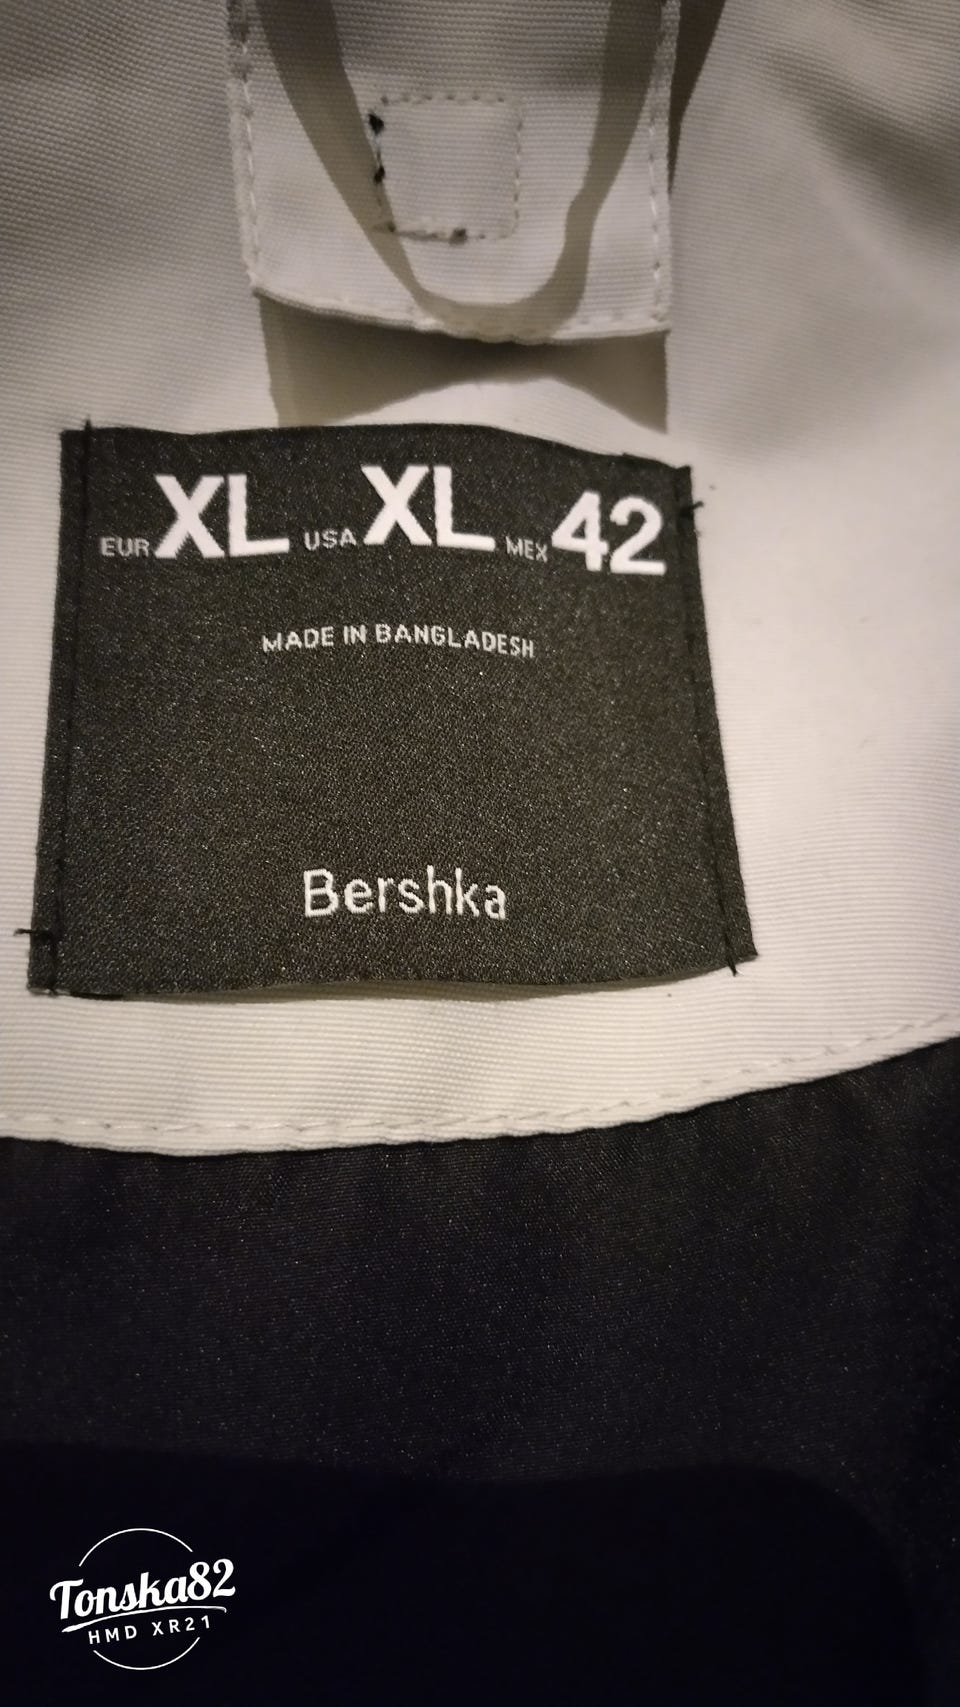 EUR XL USA XL MEX 42
MADE IN BANGLADESH
Bershka
Tonska82
HMD XR21